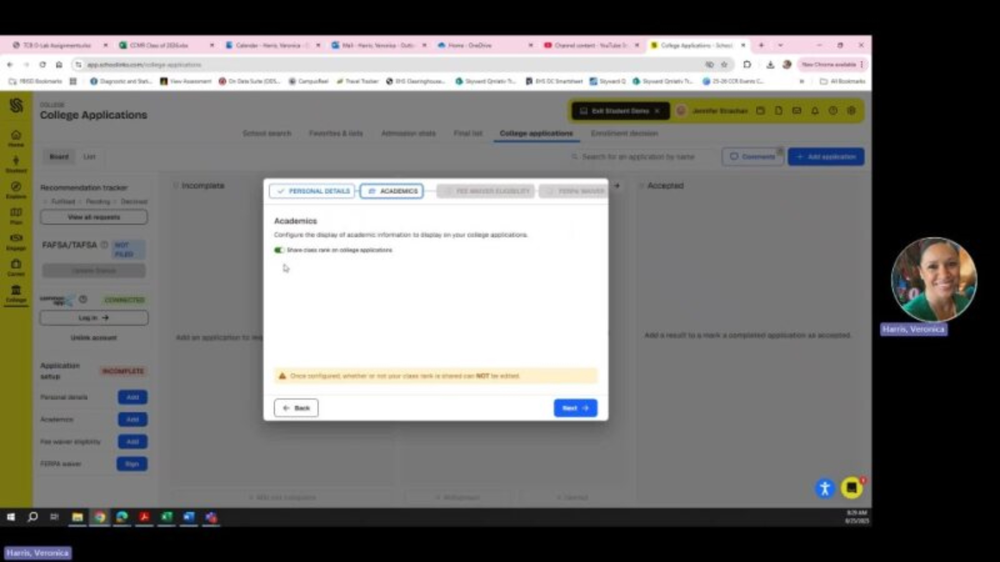 TCB O-Lab Assignments.xlsx
CCMR Class of 2026.xlsx
Calendar - Harris, Veronica -
Mail - Harris, Veronica - Outlo
Home - OneDrive
Channel content - YouTube S
College Applications - School
app.schoolinks.com/college-applications
New Chrome available
FBISD Bookmarks
Diagnostic and Stat...
View Assessment
On Data Suite (ODS...
CampusReel
Travel Tracker
EHS Clearinghouse...
Skyward Qmlativ Tr...
EHS DC Smartsheet
Skyward Q
Skyward Qmlativ Tr...
25-26 CCR Events C...
All Bookmarks
COLLEGE
College Applications
Exit Student Demo
Jennifer Strachan
School search
Favorites & lists
Admission stats
Final list
College applications
Enrollment decision
Board
List
Search for an application by name
Comments
+ Add application
Home
Student
Explore
Plan
Engage
Career
College
Recommendation tracker
Fulfilled
Pending
Declined
View all requests
FAFSA/TAFSA
NOT
FILED
Update Status
common
app
CONNECTED
Log in →
Unlink account
Application
setup
INCOMPLETE
Personal details
Add
Academics
Add
Fee waiver eligibility
Add
FERPA waiver
Sign
Incomplete
Accepted
Add an application to
Add a result to a mark a completed application as accepted.
PERSONAL DETAILS
ACADEMICS
FEE WAIVER ELIGIBILITY
FERPA WAIVER
Academics
Configure the display of academic information to display on your college applications.
Share class rank on college applications
Once configured, whether or not your class rank is shared can NOT be edited.
← Back
Next →
1
8:29 AM
8/25/2025
Harris, Veronica
Harris, Veronica